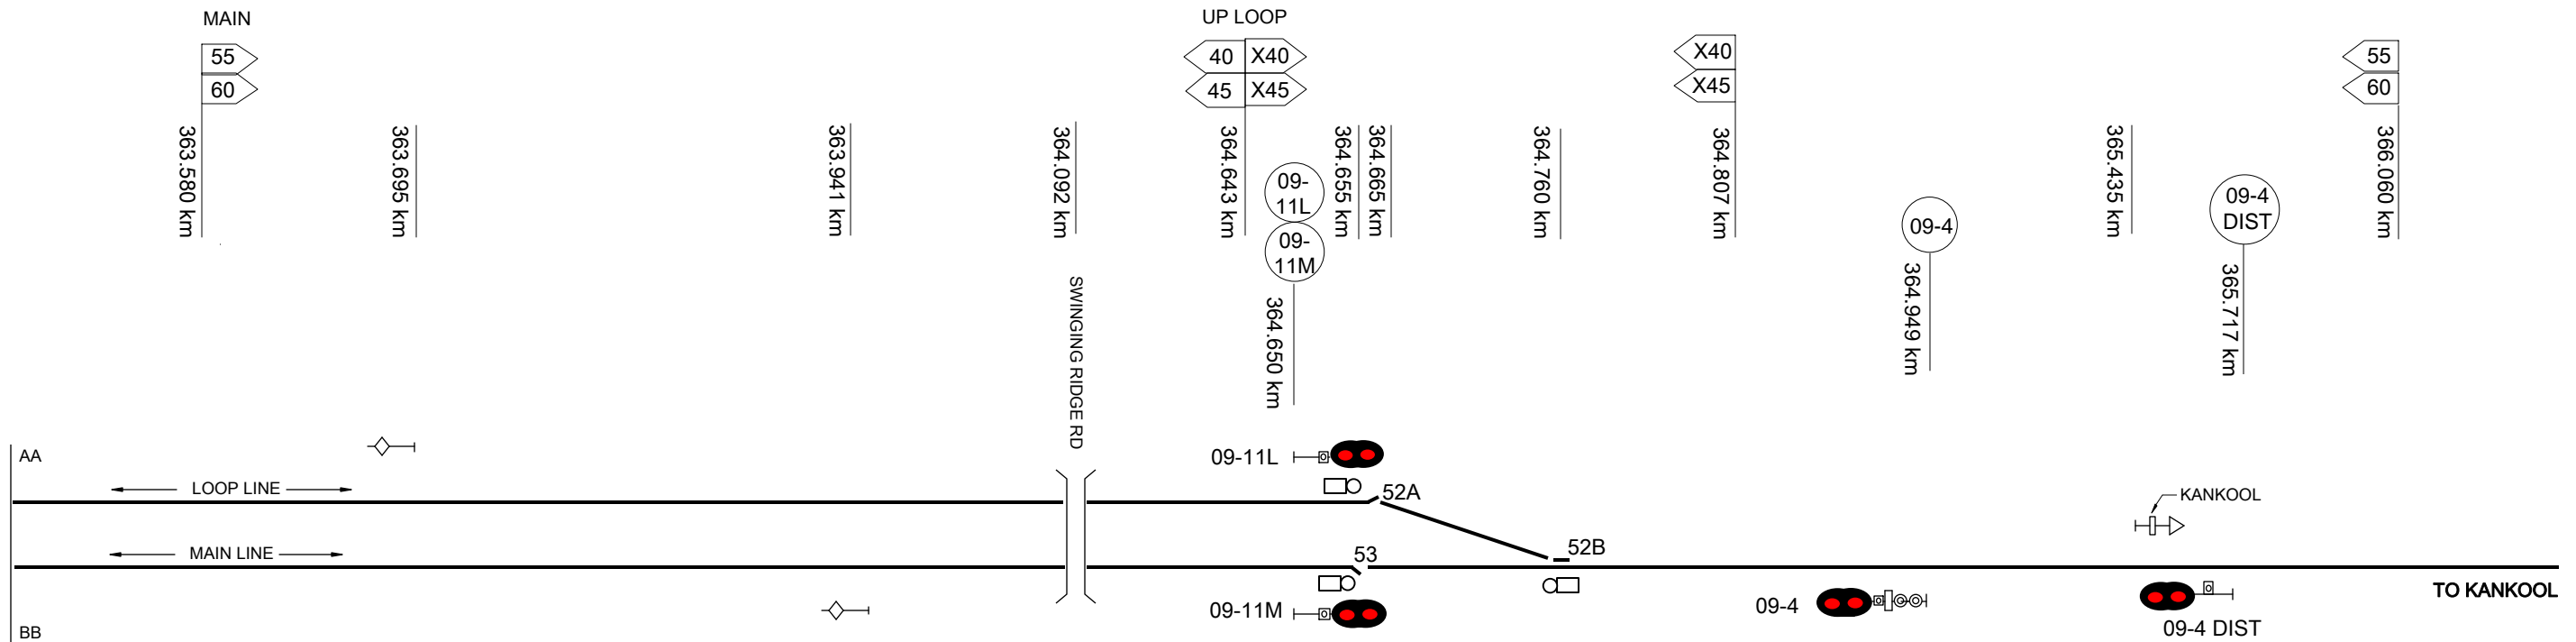 MAIN
55
60
UP LOOP
40 X40
45 X45
X40
X45
55
60
363.580 km
363.695 km
363.941 km
364.092 km
364.643 km
09-
11L
09-
11M
364.650 km
364.655 km
364.665 km
364.760 km
364.807 km
09-4
364.949 km
365.435 km
09-4
DIST
365.717 km
366.060 km
SWINGING RIDGE RD
AA
LOOP LINE
09-11L
52A
KANKOOL
MAIN LINE
53
52B
TO KANKOOL
09-11M
09-4
09-4 DIST
BB